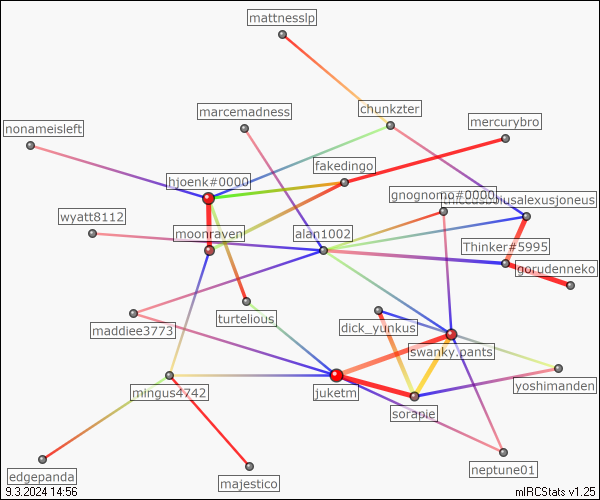 mattnesslp
chunkzter
marcemadness
mercurybro
nonameisleft
fakedingo
hjoenk#0000
gnognomo#0000
wyatt8112
moonraven
alan1002
Thinker#5995
gorudenneko
turtelious
maddiee3773
dick_yunkus
swanky.pants
mingus4742
juketm
yoshimanden
sorapie
edgepanda
majestico
neptune01
9.3.2024 14:56
mIRCStats v1.25